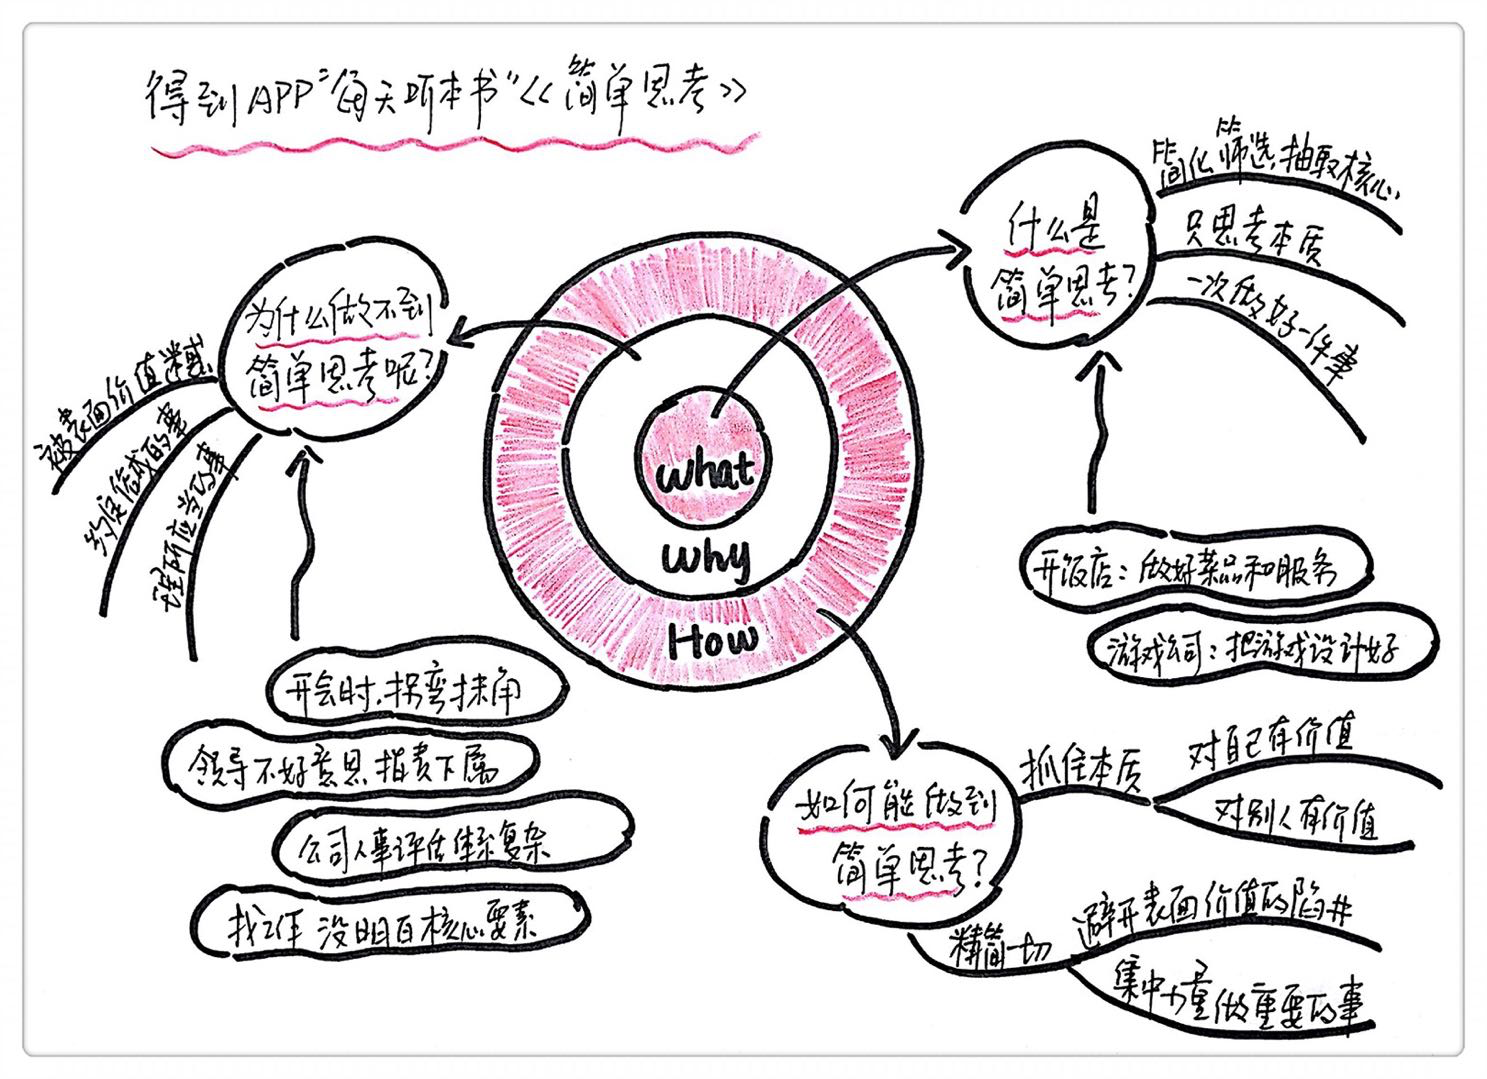 得到APP“每天听本书”《简单思考》
什么是
简单思考?
简化筛选,抽取核心
只思考本质
一次做好一件事
开饭店:做好菜品和服务
游戏公司:把游戏设计好
为什么做不到
简单思考呢?
被表面价值迷惑
约定俗成的事
理所应当的事
开会时,拐弯抹角
领导不好意思指责下属
公司人事评估体系复杂
找工作 没明白核心要素
what
why
How
如何能做到
简单思考?
抓住本质
对自己有价值
对别人有价值
精简一切
避开表面价值的陷井
集中力量做重要的事